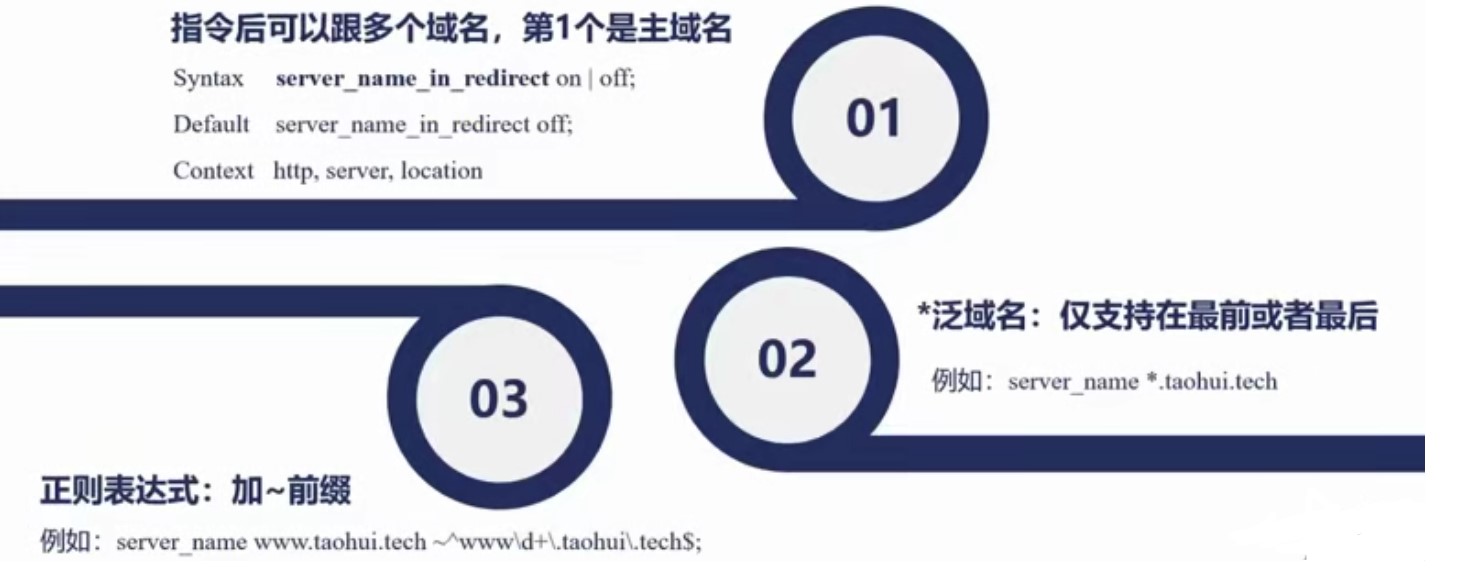 指令后可以跟多个域名，第1个是主域名
Syntax server_name_in_redirect on | off;
Default server_name_in_redirect off;
Context http, server, location
01
02
*泛域名：仅支持在最前或者最后
例如：server_name *.taohui.tech
03
正则表达式：加~前缀
例如：server_name www.taohui.tech ~^www\d+\.taohui\.tech$;